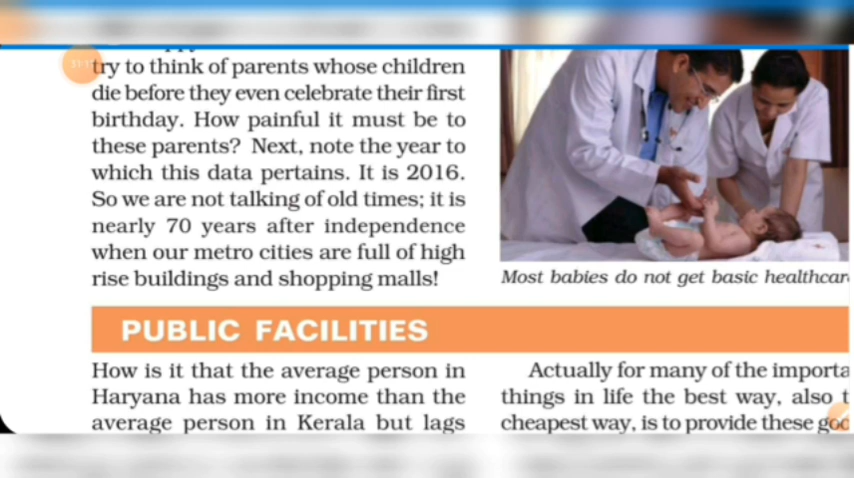 try to think of parents whose children
die before they even celebrate their first
birthday. How painful it must be to
these parents? Next, note the year to
which this data pertains. It is 2016.
So we are not talking of old times; it is
nearly 70 years after independence
when our metro cities are full of high
rise buildings and shopping malls!
Most babies do not get basic healthcar
PUBLIC FACILITIES
How is it that the average person in
Haryana has more income than the
average person in Kerala but lags
Actually for many of the importa
things in life the best way, also t
cheapest way, is to provide these goo